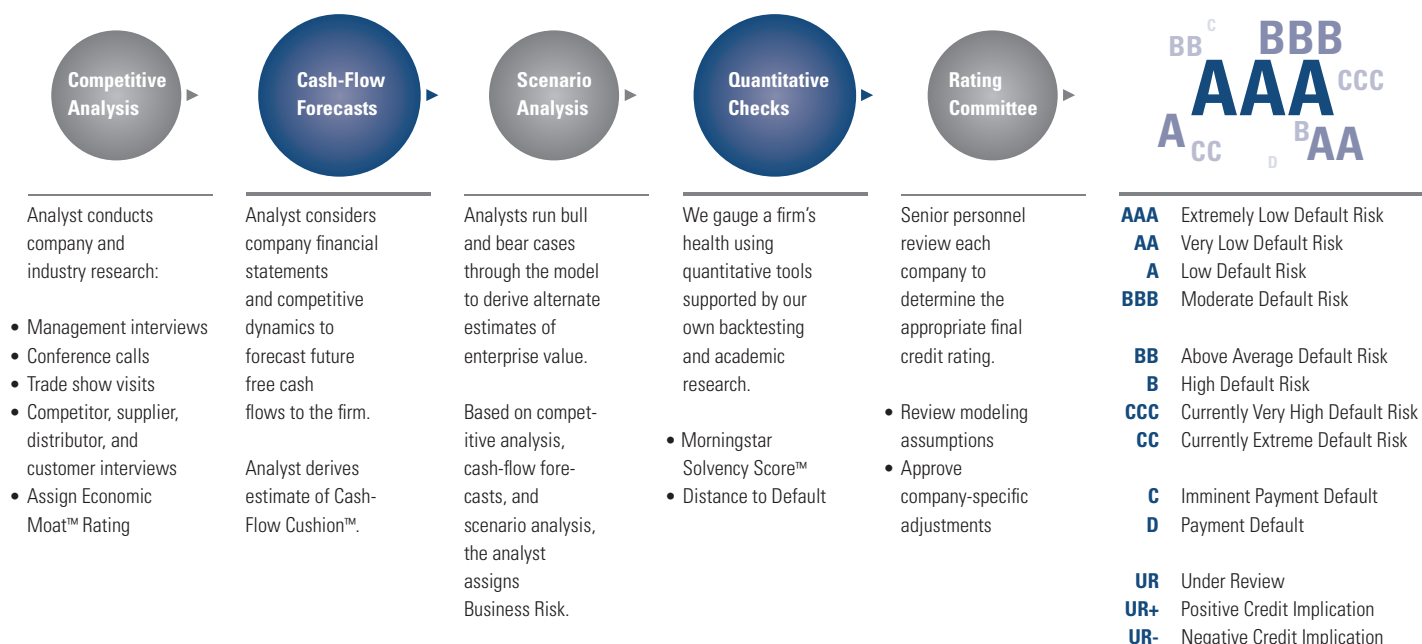 Competitive
Analysis
Cash-Flow
Forecasts
Scenario
Analysis
Quantitative
Checks
Rating
Committee
C
BB
BBB
AAA
CCC
A
CC
B
AA
D
Analyst conducts
company and
industry research:
• Management interviews
• Conference calls
• Trade show visits
• Competitor, supplier,
distributor, and
customer interviews
• Assign Economic
Moat™ Rating
Analyst considers
company financial
statements
and competitive
dynamics to
forecast future
free cash
flows to the firm.
Analyst derives
estimate of Cash-
Flow Cushion™.
Analysts run bull
and bear cases
through the model
to derive alternate
estimates of
enterprise value.
Based on compet-
itive analysis,
cash-flow fore-
casts, and
scenario analysis,
the analyst
assigns
Business Risk.
We gauge a firm's
health using
quantitative tools
supported by our
own backtesting
and academic
research.
• Morningstar
Solvency Score™
• Distance to Default
Senior personnel
review each
company to
determine the
appropriate final
credit rating.
• Review modeling
assumptions
• Approve
company-specific
adjustments
AAA Extremely Low Default Risk
AA Very Low Default Risk
A Low Default Risk
BBB Moderate Default Risk
BB Above Average Default Risk
B High Default Risk
CCC Currently Very High Default Risk
CC Currently Extreme Default Risk
C Imminent Payment Default
D Payment Default
UR Under Review
UR+ Positive Credit Implication
UR- Negative Credit Implication